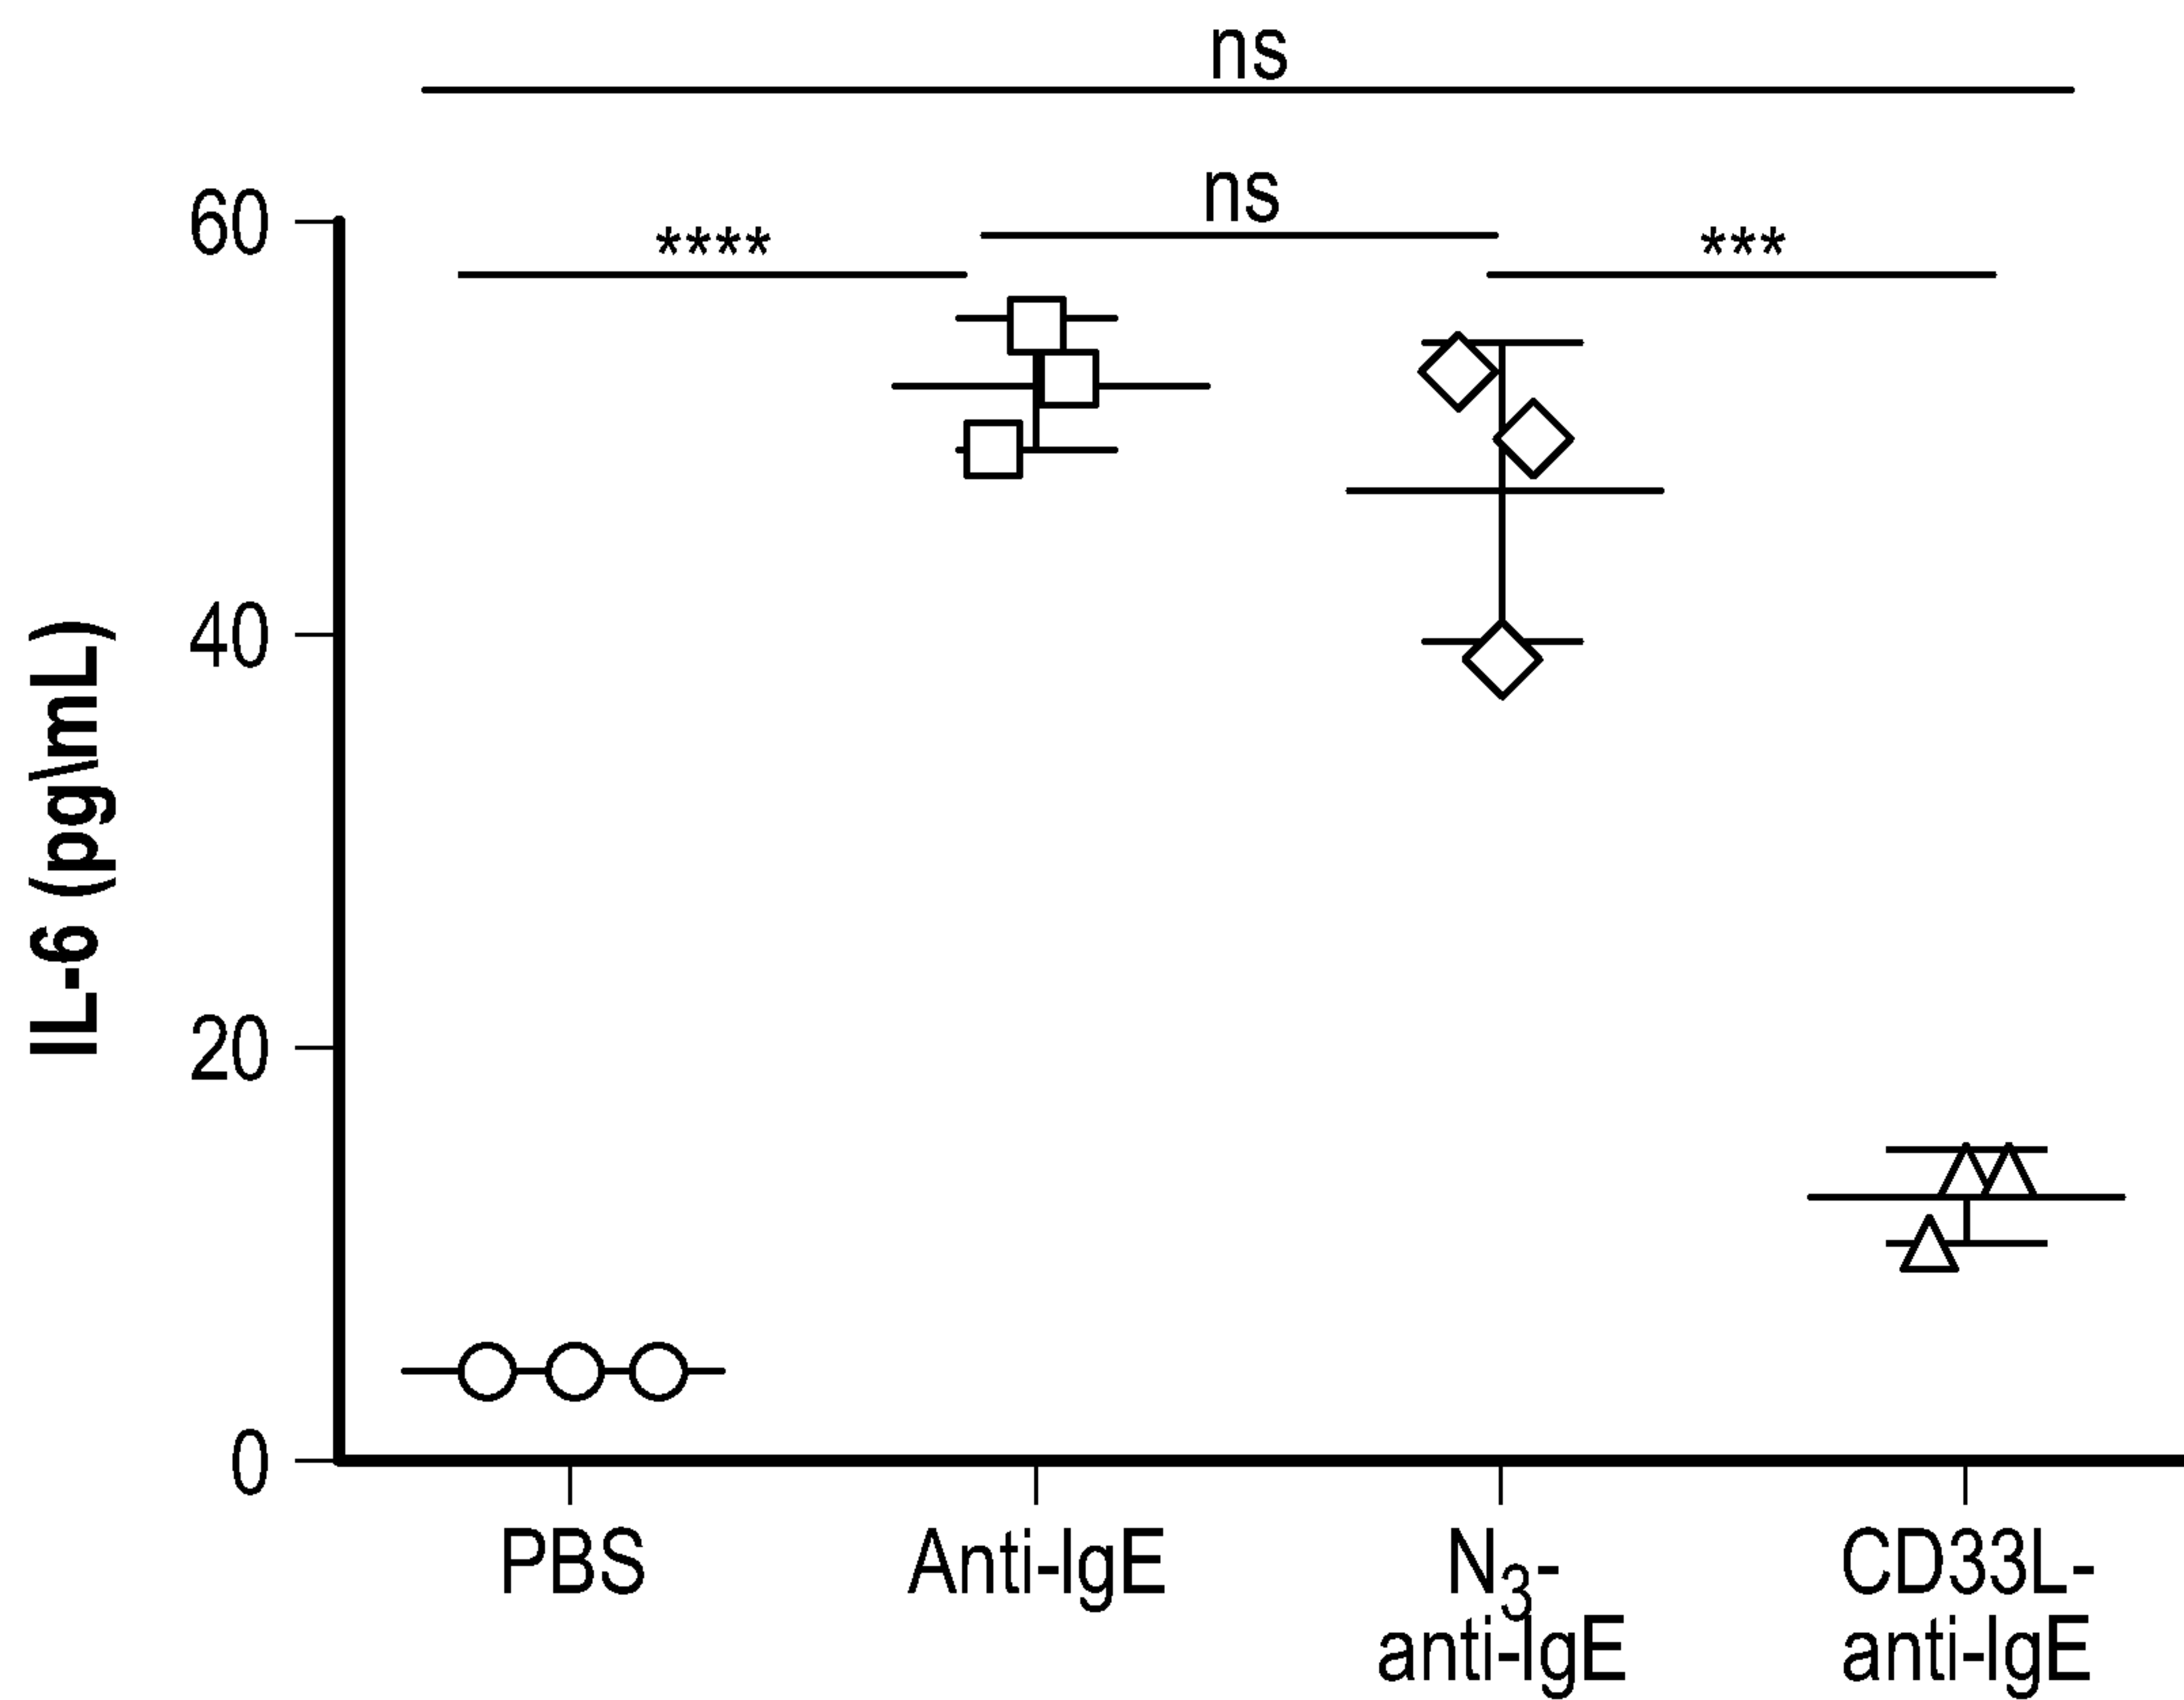 ns
ns
**** ***
60
40
20
0
IL-6 (pg\mL)
PBS Anti-IgE N₃- CD33L-
anti-IgE anti-IgE